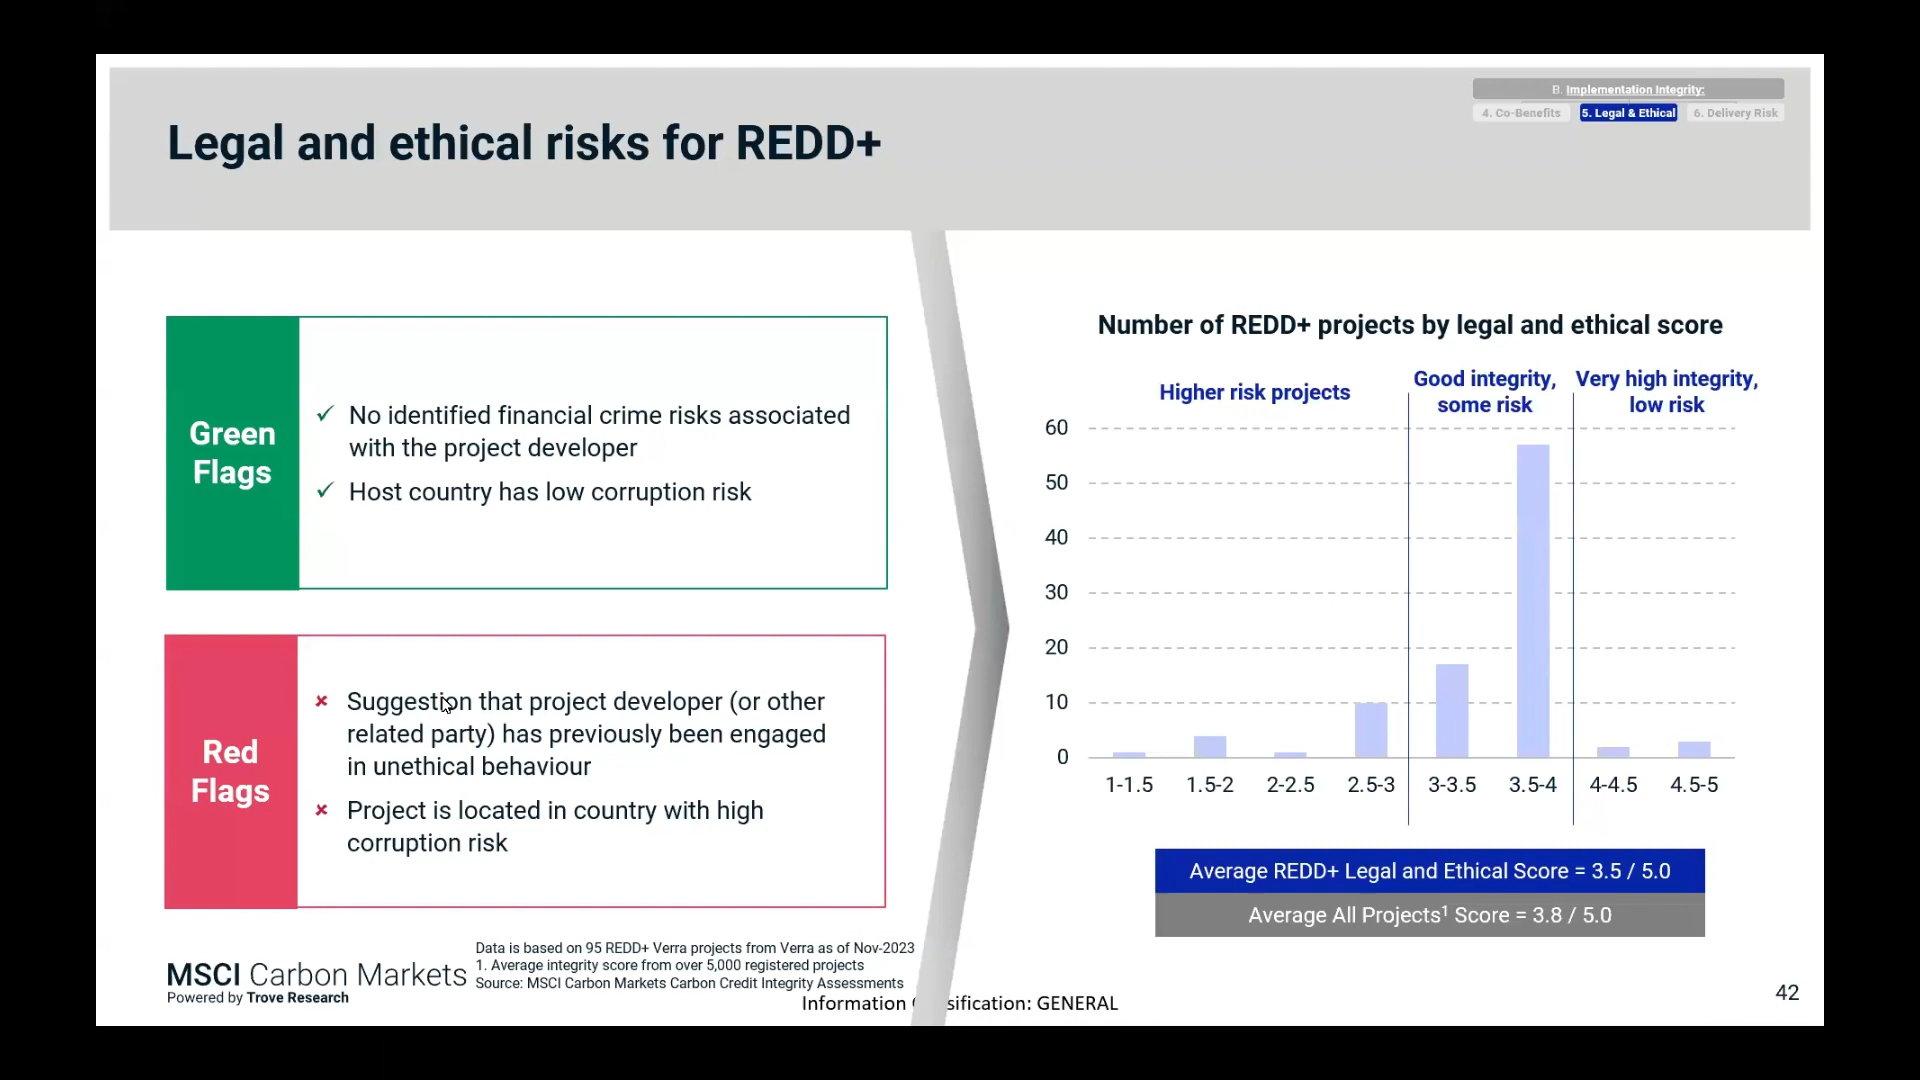 B. Implementation Integrity:
4. Co-Benefits 5. Legal & Ethical 6. Delivery Risk
Legal and ethical risks for REDD+
Green
Flags
✓ No identified financial crime risks associated
with the project developer
✓ Host country has low corruption risk
Red
Flags
× Suggestion that project developer (or other
related party) has previously been engaged
in unethical behaviour
× Project is located in country with high
corruption risk
Number of REDD+ projects by legal and ethical score
Higher risk projects
Good integrity,
some risk
Very high integrity,
low risk
60
50
40
30
20
10
0
1-1.5 1.5-2 2-2.5 2.5-3 3-3.5 3.5-4 4-4.5 4.5-5
Average REDD+ Legal and Ethical Score = 3.5 / 5.0
Average All Projects¹ Score = 3.8 / 5.0
MSCI Carbon Markets
Powered by Trove Research
Data is based on 95 REDD+ Verra projects from Verra as of Nov-2023
1. Average integrity score from over 5,000 registered projects
Source: MSCI Carbon Markets Carbon Credit Integrity Assessments
Information sification: GENERAL
42